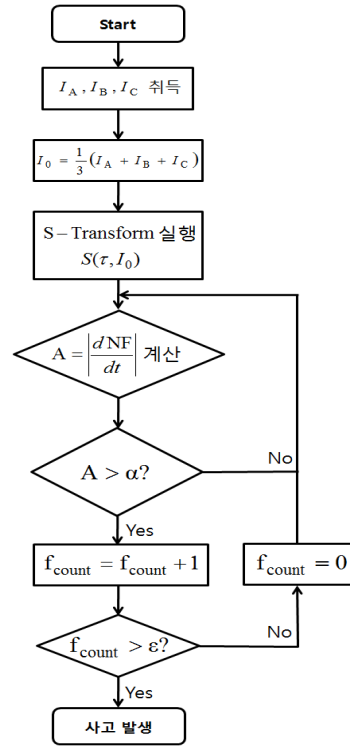 Start
I_A , I_B , I_C 취득
I_0 = 1/3 (I_A + I_B + I_C)
S－Transform 실행
S(τ, I_0)
A = |d NF/dt| 계산
A > α?
No
Yes
f_count = f_count + 1
f_count = 0
f_count > ε?
No
Yes
사고 발생